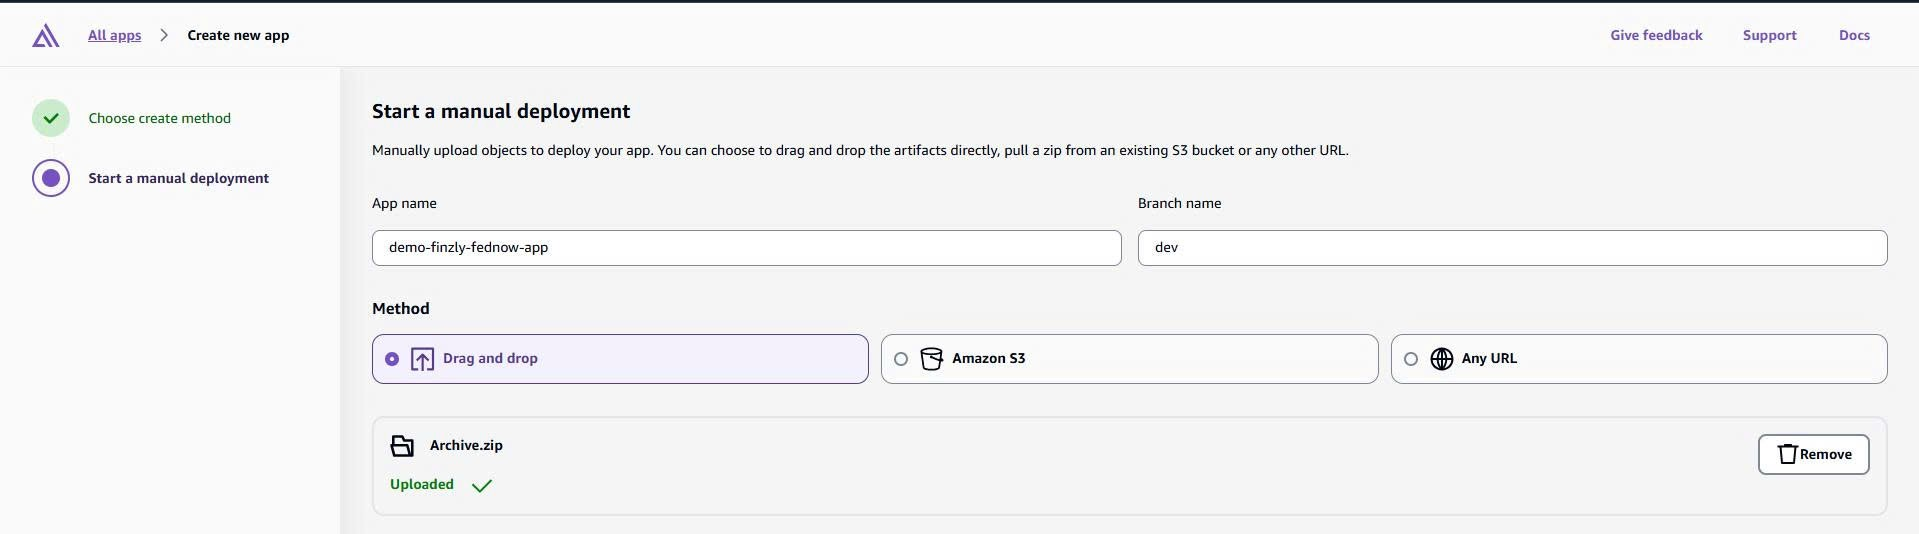 All apps > Create new app
Give feedback Support Docs
Choose create method
Start a manual deployment
Start a manual deployment
Manually upload objects to deploy your app. You can choose to drag and drop the artifacts directly, pull a zip from an existing S3 bucket or any other URL.
App name
demo-finzly-fednow-app
Branch name
dev
Method
Drag and drop
Amazon S3
Any URL
Archive.zip
Uploaded
Remove